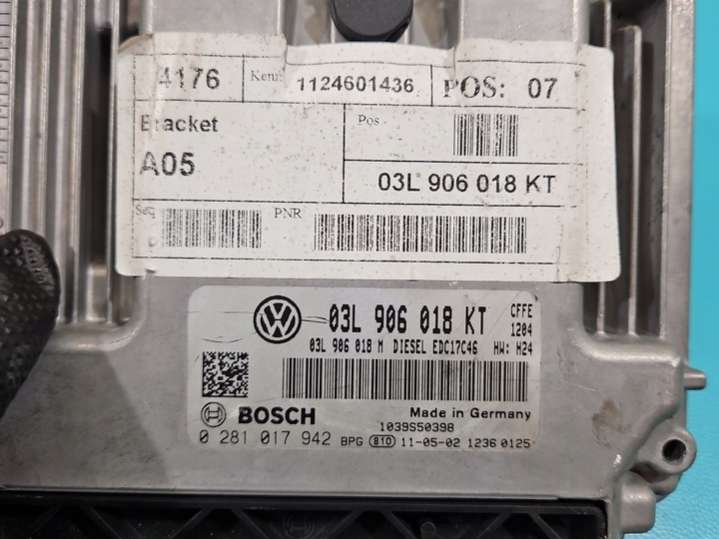 4176 Kenn: 1124601436 POS: 07
Bracket Pos
A05 03L 906 018 KT
Seq PNR
03L 906 018 KT CFFE
1204
03L 906 018 M DIESEL EDC17C46 HW: H24
BOSCH Made in Germany
1039S50398
0 281 017 942 BPG 810 11-05-02 1236 0125